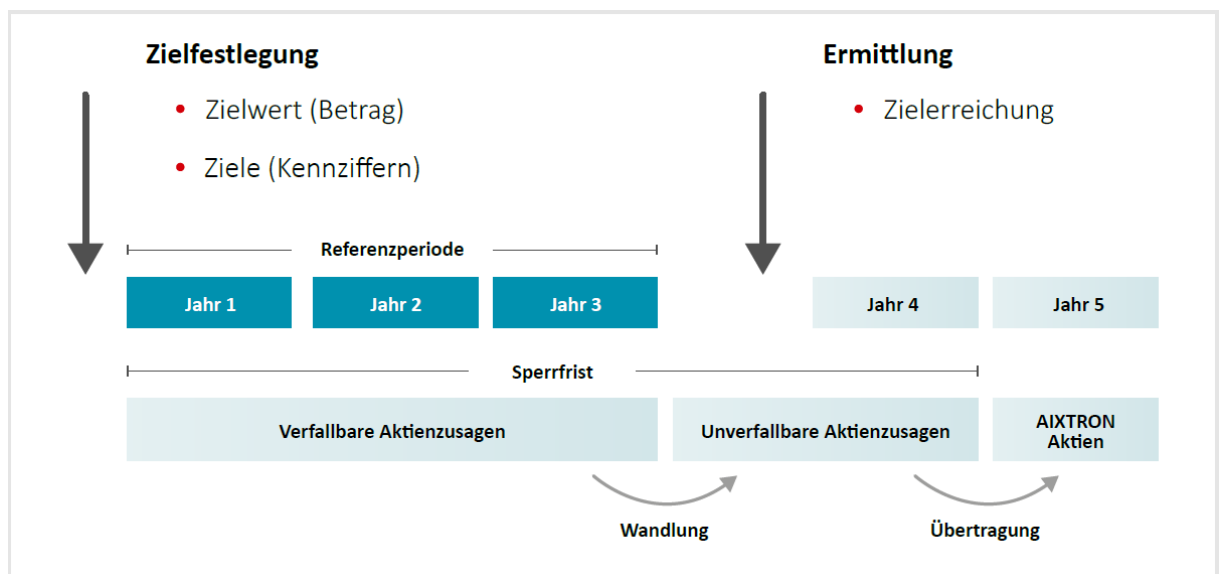 Zielfestlegung
• Zielwert (Betrag)
• Ziele (Kennziffern)
Ermittlung
• Zielerreichung
Referenzperiode
Jahr 1
Jahr 2
Jahr 3
Jahr 4
Jahr 5
Sperrfrist
Verfallbare Aktienzusagen
Unverfallbare Aktienzusagen
AIXTRON
Aktien
Wandlung
Übertragung